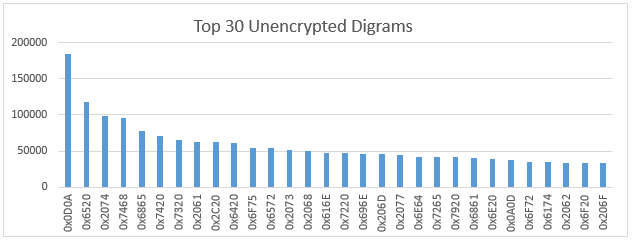 Top 30 Unencrypted Digrams
200000
150000
100000
50000
0
0x0D0A
0x6520
0x2074
0x7468
0x6865
0x7420
0x7320
0x2061
0x2C20
0x6420
0x6F75
0x6572
0x2073
0x2068
0x616E
0x7220
0x696E
0x206D
0x2077
0x6E64
0x7265
0x7920
0x6861
0x6E20
0x0A0D
0x6F72
0x6174
0x2062
0x6F20
0x206F